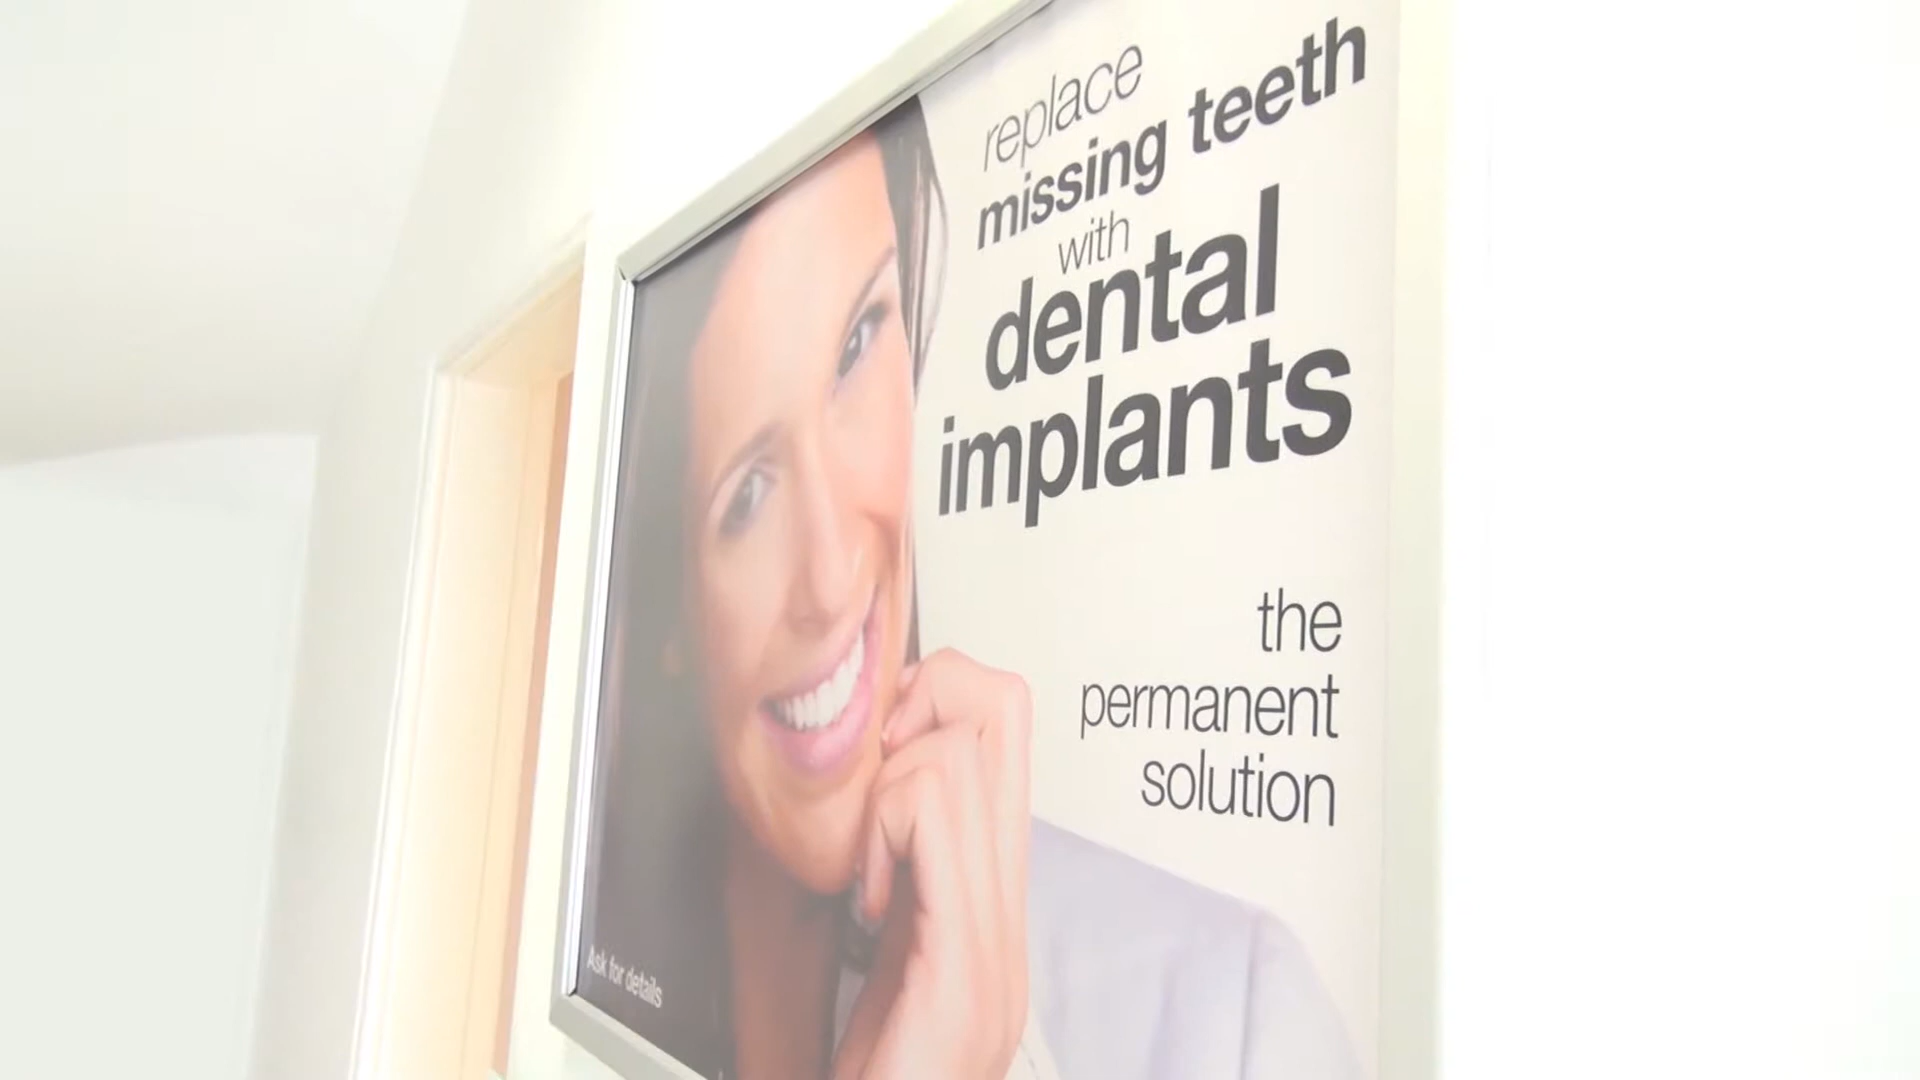 replace
missing teeth
with
dental
implants
the
permanent
solution
Ask for details